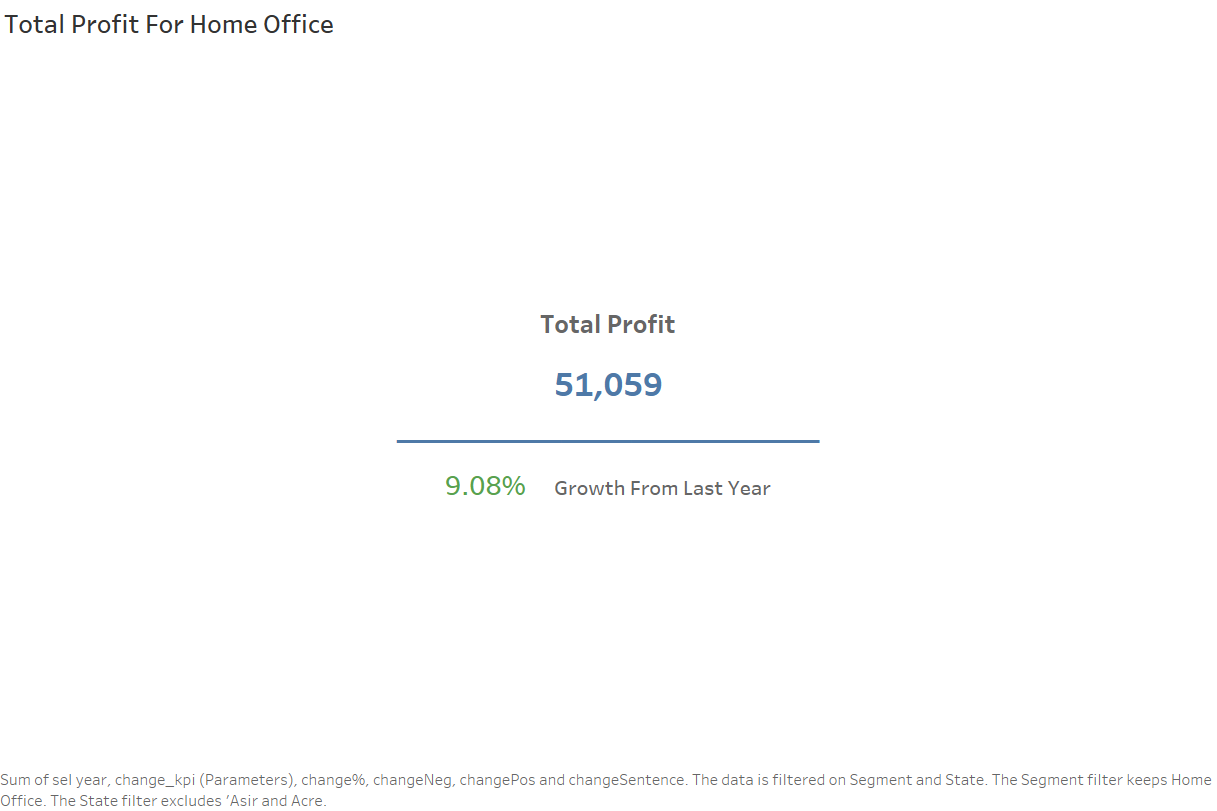 Total Profit For Home Office
Total Profit
51,059
9.08% Growth From Last Year
Sum of sel year, change_kpi (Parameters), change%, changeNeg, changePos and changeSentence. The data is filtered on Segment and State. The Segment filter keeps Home
Office. The State filter excludes ‘Asir and Acre.